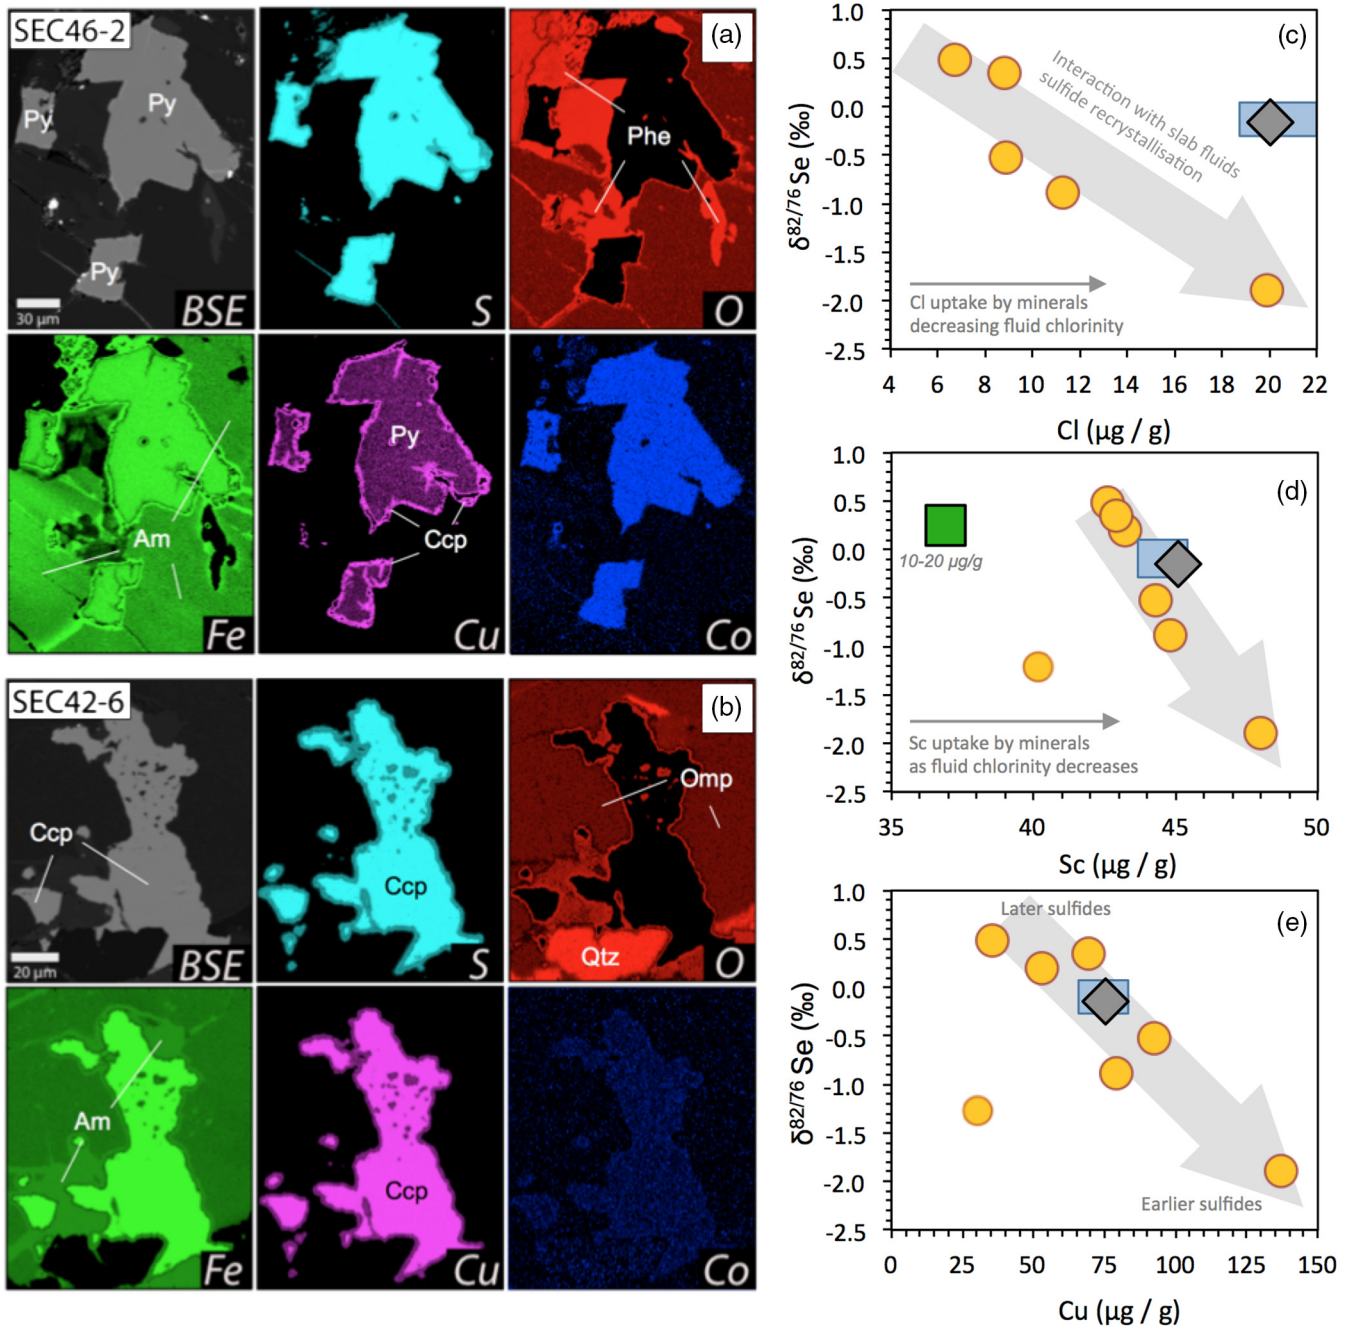 SEC46-2
(a)
Py
Py
Py
30 µm
BSE
S
Phe
O
Am
Fe
Py
Ccp
Cu
Co
SEC42-6
(b)
Ccp
20 µm
BSE
Ccp
S
Omp
Qtz
O
Am
Fe
Ccp
Cu
Co
(c)
1.0
0.5
0.0
-0.5
-1.0
-1.5
-2.0
-2.5
δ82/76 Se (‰)
Interaction with slab fluids
sulfide recrystallisation
Cl uptake by minerals
decreasing fluid chlorinity
4 6 8 10 12 14 16 18 20 22
Cl (µg / g)
(d)
1.0
0.5
0.0
-0.5
-1.0
-1.5
-2.0
-2.5
δ82/76 Se (‰)
10-20 µg/g
Sc uptake by minerals
as fluid chlorinity decreases
35 40 45 50
Sc (µg / g)
(e)
1.0
0.5
0.0
-0.5
-1.0
-1.5
-2.0
-2.5
δ82/76 Se (‰)
Later sulfides
Earlier sulfides
0 25 50 75 100 125 150
Cu (µg / g)